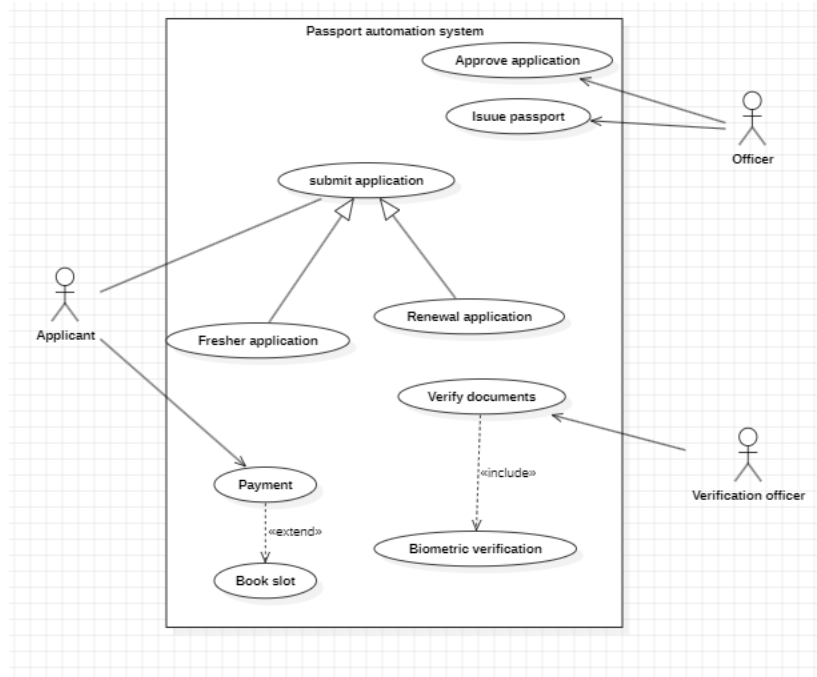 Passport automation system
Approve application
Isuue passport
Officer
submit application
Applicant
Renewal application
Fresher application
Verify documents
«include»
Verification officer
Payment
«extend»
Biometric verification
Book slot